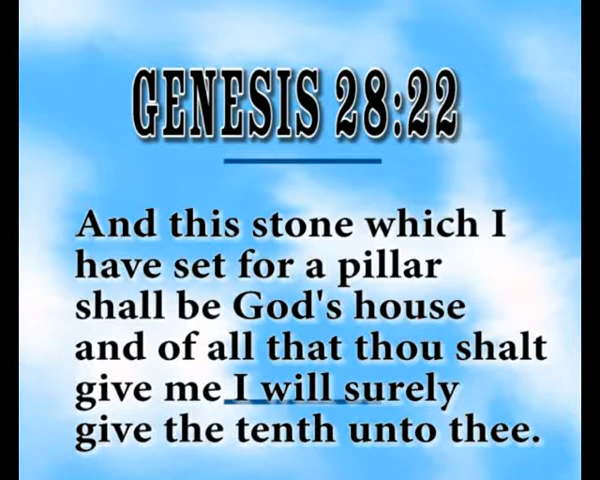 GENESIS 28:22
And this stone which I
have set for a pillar
shall be God's house
and of all that thou shalt
give me I will surely
give the tenth unto thee.